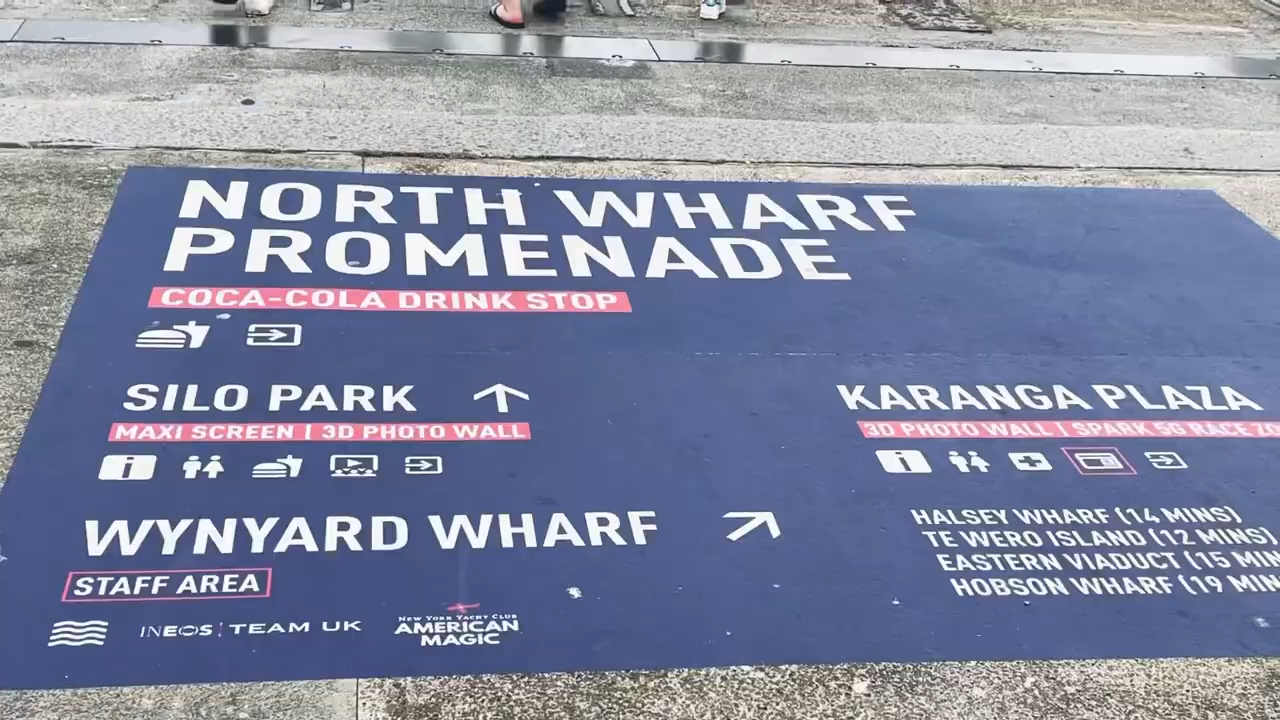 NORTH WHARF
PROMENADE
COCA-COLA DRINK STOP
SILO PARK
MAXI SCREEN | 3D PHOTO WALL
WYNYARD WHARF
STAFF AREA
INEOS TEAM UK
NEW YORK YACHT CLUB
AMERICAN
MAGIC
KARANGA PLAZA
3D PHOTO WALL | SPARK 5G RACE
HALSEY WHARF (14 MINS)
TE WERO ISLAND (12 MINS)
EASTERN VIADUCT (15 MIN
HOBSON WHARF (19 MIN